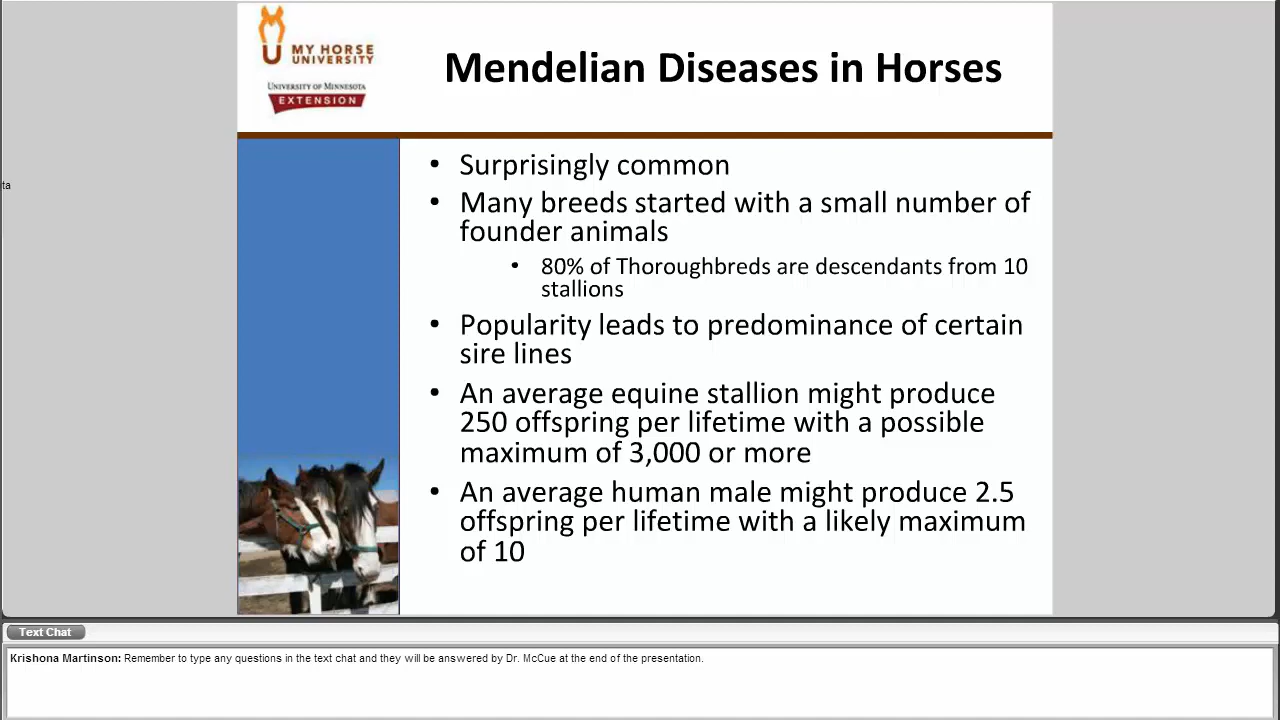 MY HORSE
UNIVERSITY
UNIVERSITY OF MINNESOTA
EXTENSION
Mendelian Diseases in Horses
• Surprisingly common
• Many breeds started with a small number of
founder animals
• 80% of Thoroughbreds are descendants from 10
stallions
• Popularity leads to predominance of certain
sire lines
• An average equine stallion might produce
250 offspring per lifetime with a possible
maximum of 3,000 or more
• An average human male might produce 2.5
offspring per lifetime with a likely maximum
of 10
ta
Text Chat
Krishona Martinson: Remember to type any questions in the text chat and they will be answered by Dr. McCue at the end of the presentation.